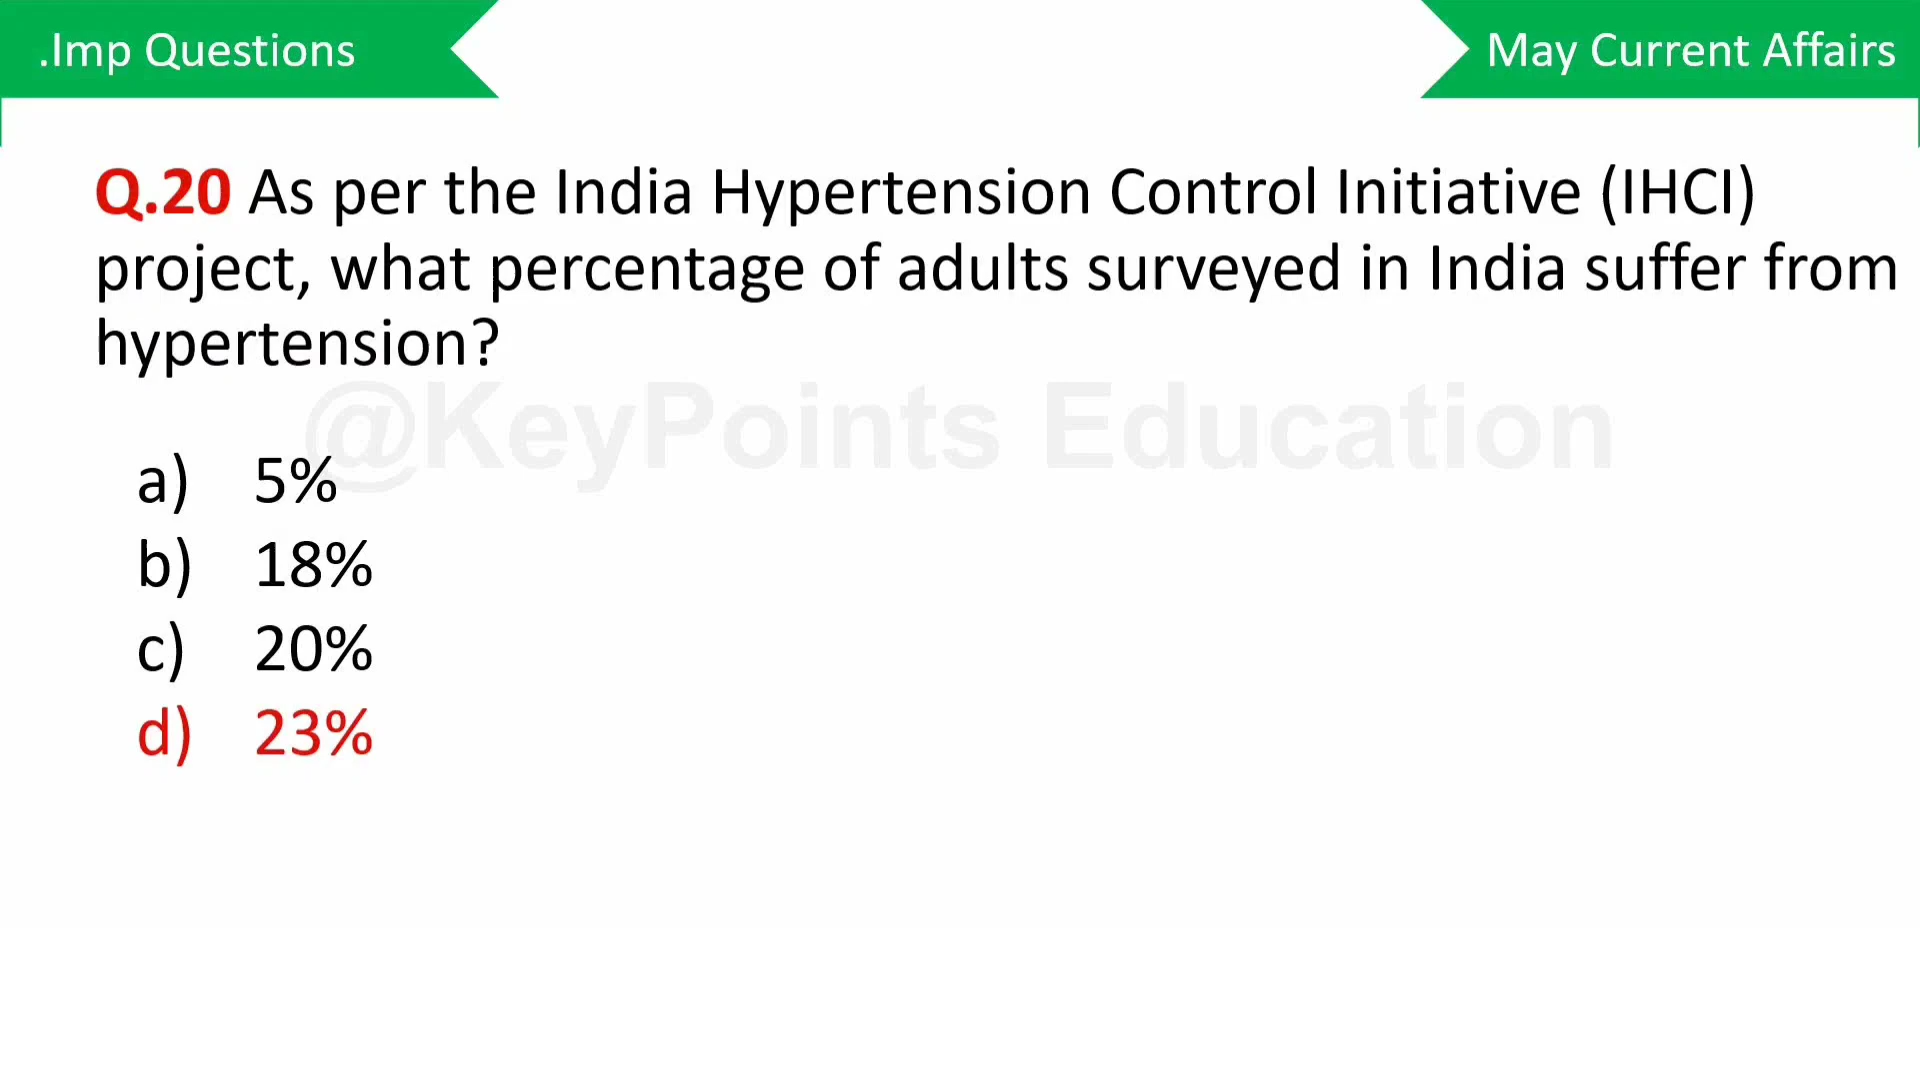 .Imp Questions
May Current Affairs
Q.20 As per the India Hypertension Control Initiative (IHCI)
project, what percentage of adults surveyed in India suffer from
hypertension?
@KeyPoints Education
a) 5%
b) 18%
c) 20%
d) 23%